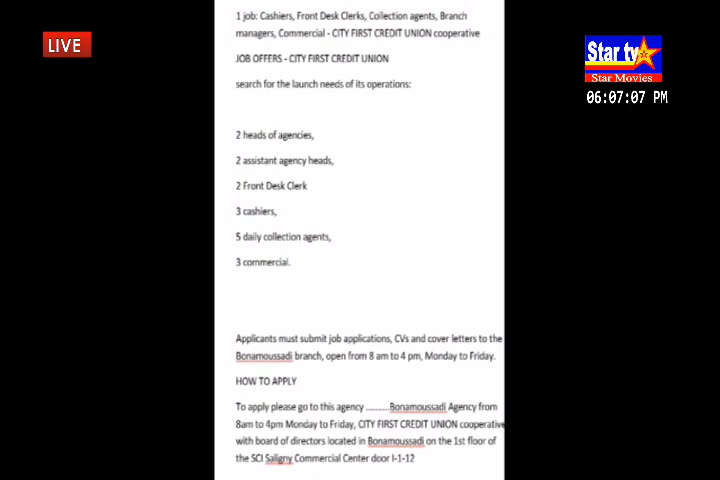 LIVE
Star tv
Star Movies
06:07:07 PM
1 job: Cashiers, Front Desk Clerks, Collection agents, Branch
managers, Commercial - CITY FIRST CREDIT UNION cooperative
JOB OFFERS - CITY FIRST CREDIT UNION
search for the launch needs of its operations:
2 heads of agencies,
2 assistant agency heads,
2 Front Desk Clerk
3 cashiers,
5 daily collection agents,
3 commercial.
Applicants must submit job applications, CVs and cover letters to the
Bonamoussadi branch, open from 8 am to 4 pm, Monday to Friday.
HOW TO APPLY
To apply please go to this agency ..........Bonamoussadi Agency from
8am to 4pm Monday to Friday, CITY FIRST CREDIT UNION cooperative
with board of directors located in Bonamoussadi on the 1st floor of
the SCI Saligny Commercial Center door I-1-12